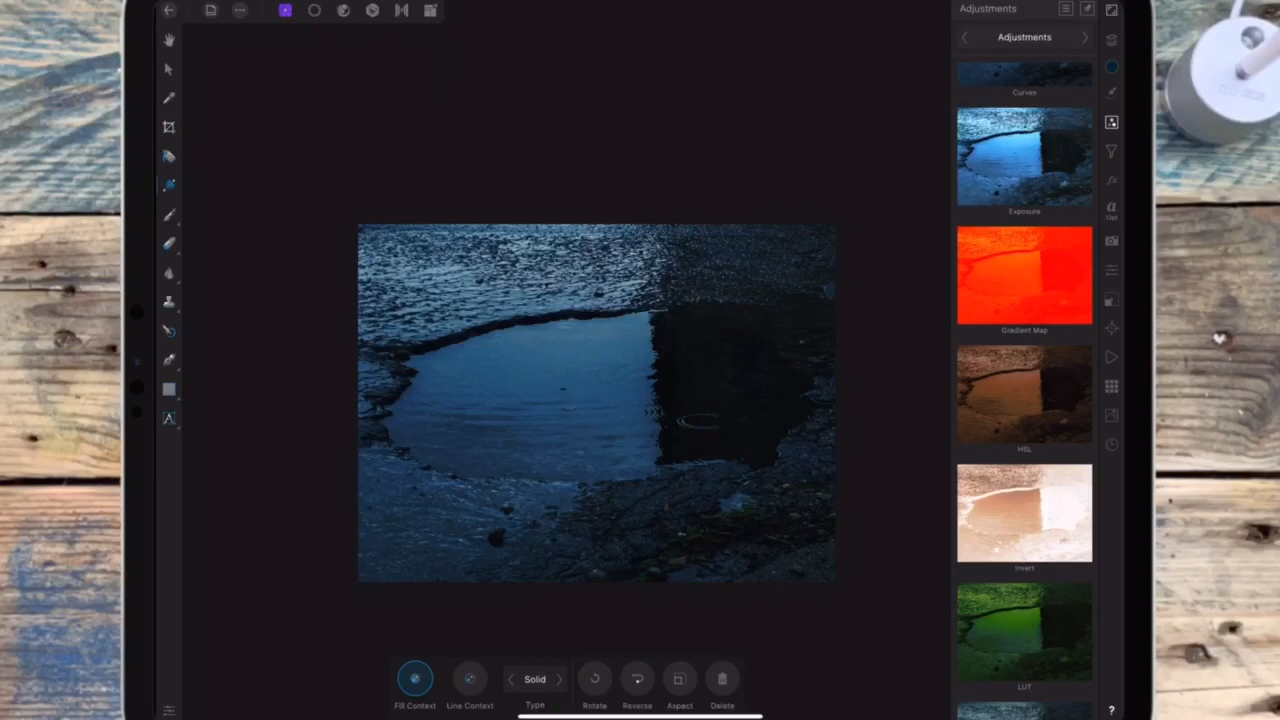 Adjustments
Adjustments
Curves
Exposure
12pt
Gradient Map
HSL
Invert
LUT
Solid
Fill Context
Line Context
Type
Rotate
Reverse
Aspect
Delete
?